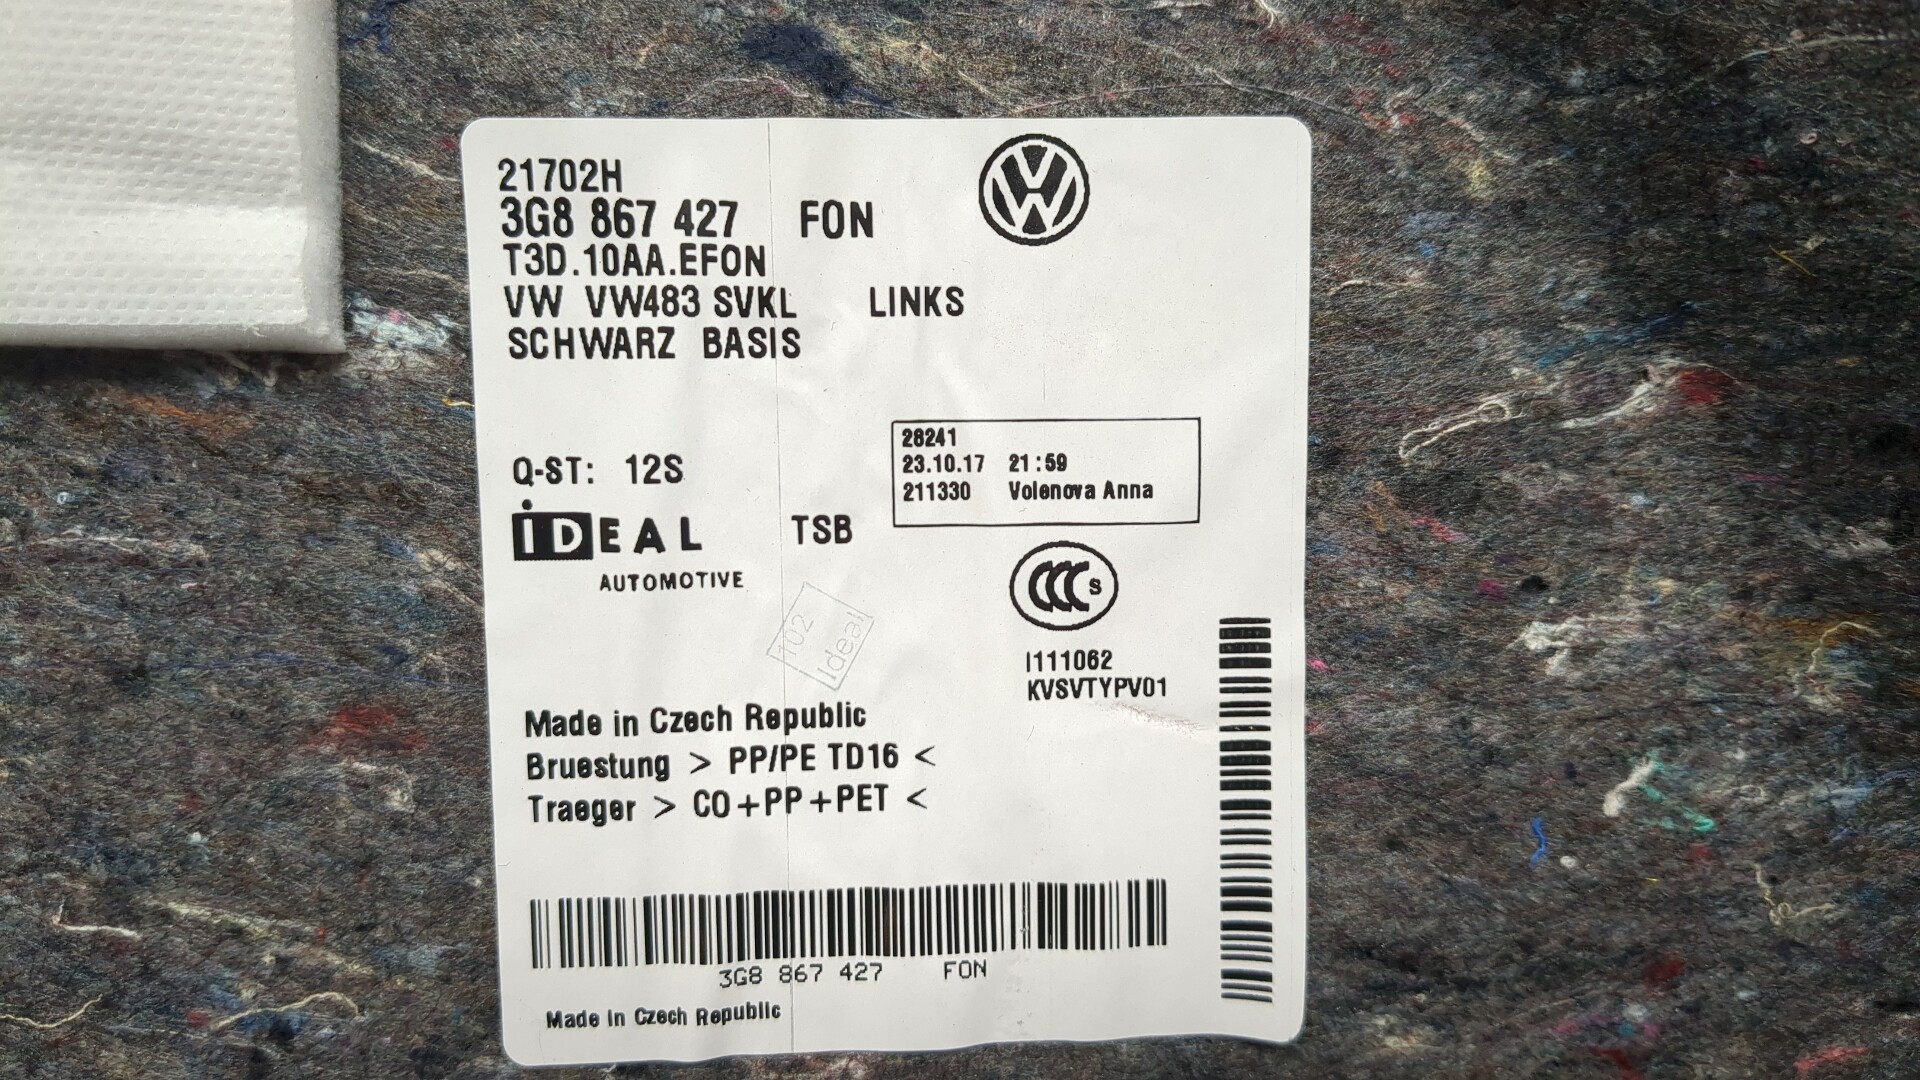 21702H
3G8 867 427 FON
T3D.10AA.EFON
VW VW483 SVKL LINKS
SCHWARZ BASIS
28241
23.10.17 21:59
211330 Volenova Anna
Q-ST: 12S
iDEAL TSB
AUTOMOTIVE
CCC S
102
Ideal
I111062
KVSVTYPV01
Made in Czech Republic
Bruestung > PP/PE TD16 <
Traeger > CO+PP+PET <
3G8 867 427 FON
Made in Czech Republic